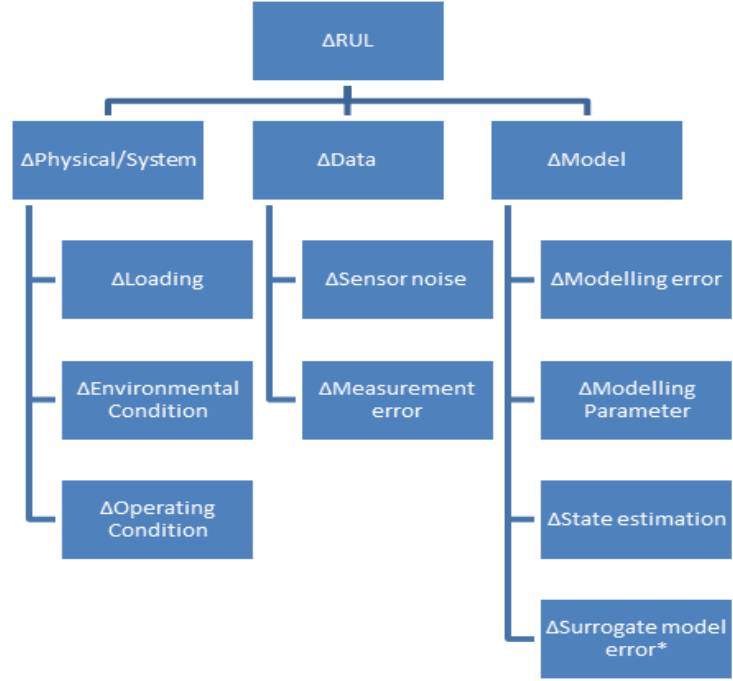 ΔRUL
ΔPhysical/System
ΔData
ΔModel
ΔLoading
ΔEnvironmental
Condition
ΔOperating
Condition
ΔSensor noise
ΔMeasurement
error
ΔModelling error
ΔModelling
Parameter
ΔState estimation
ΔSurrogate model
error*